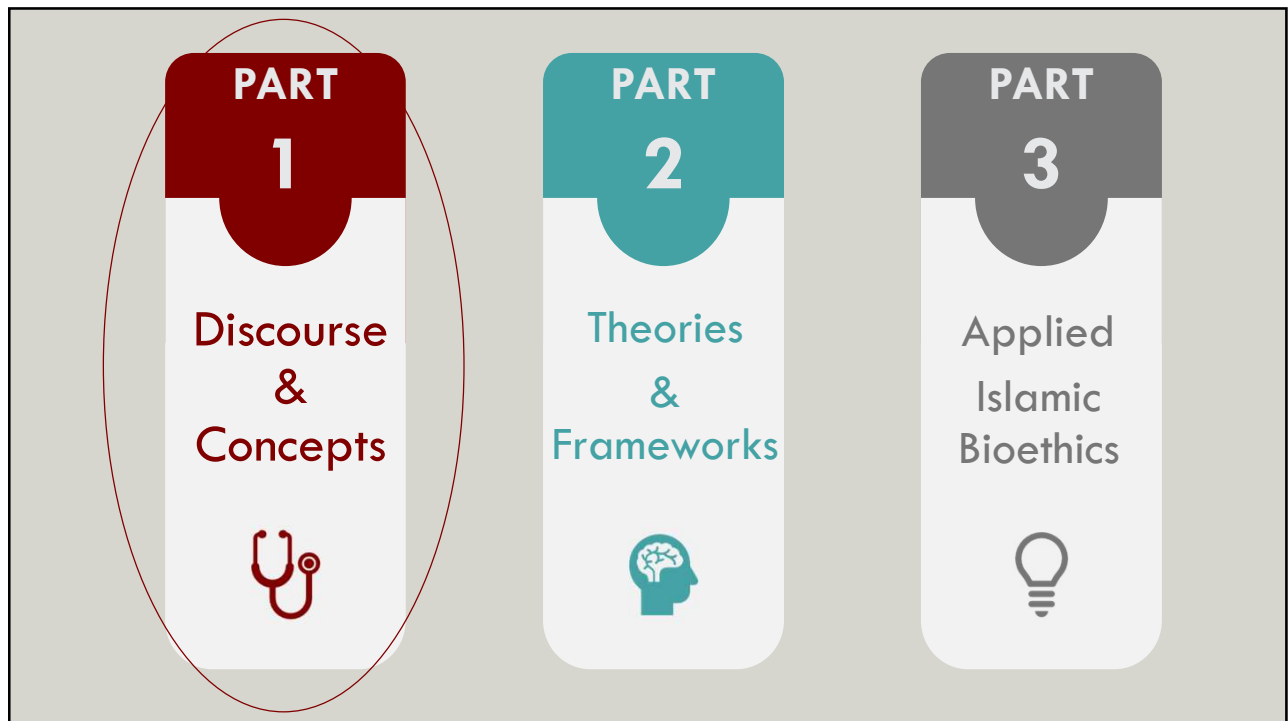 PART
1
Discourse
&
Concepts
PART
2
Theories
&
Frameworks
PART
3
Applied
Islamic
Bioethics